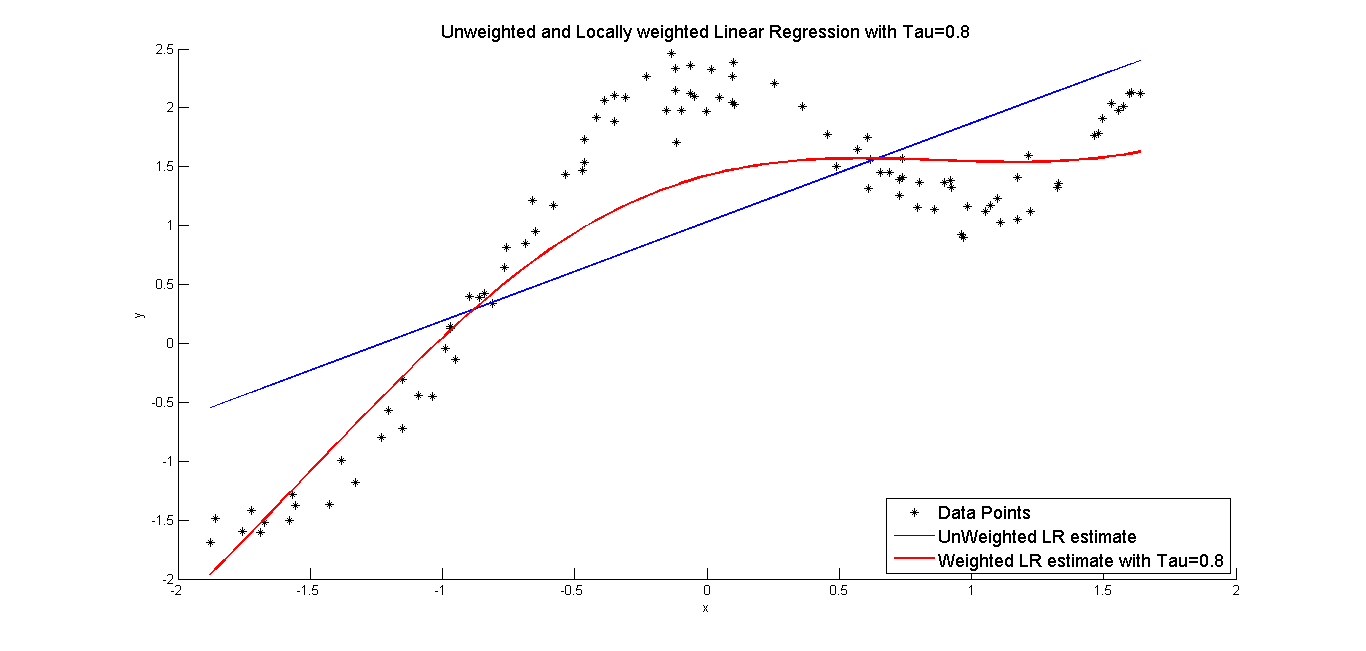 Unweighted and Locally weighted Linear Regression with Tau=0.8
2.5
2
1.5
1
0.5
0
-0.5
-1
-1.5
-2
y
Data Points
UnWeighted LR estimate
Weighted LR estimate with Tau=0.8
-2 -1.5 -1 -0.5 0 0.5 1 1.5 2
x